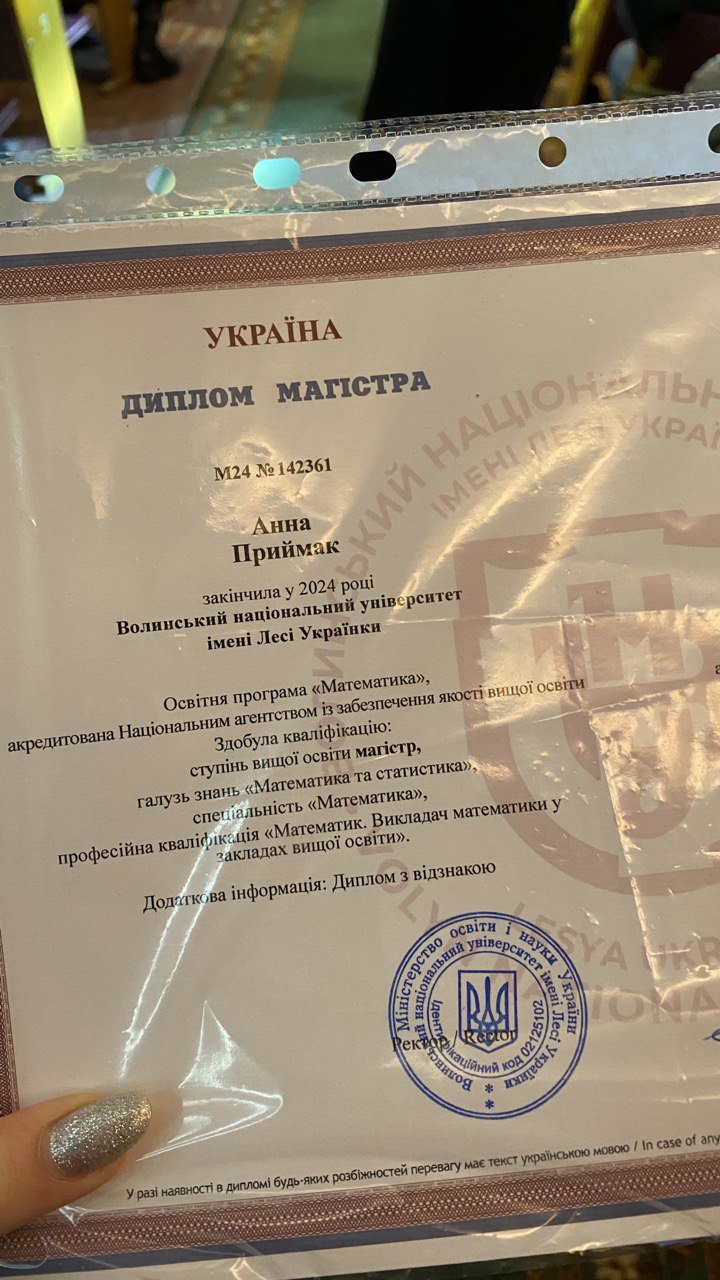 УКРАЇНА
ДИПЛОМ МАГІСТРА
М24 № 142361
Анна
Приймак
закінчила у 2024 році
Волинський національний університет
імені Лесі Українки
Освітня програма «Математика»,
акредитована Національним агентством із забезпечення якості вищої освіти
Здобула кваліфікацію:
ступінь вищої освіти магістр,
галузь знань «Математика та статистика»,
спеціальність «Математика»,
професійна кваліфікація «Математик. Викладач математики у
закладах вищої освіти».
Додаткова інформація: Диплом з відзнакою
Міністерство освіти і науки України
Волинський національний університет імені Лесі Українки
Ідентифікаційний код 02125102
Ректор / Rector
У разі наявності в дипломі будь-яких розбіжностей перевагу має текст українською мовою / In case of any